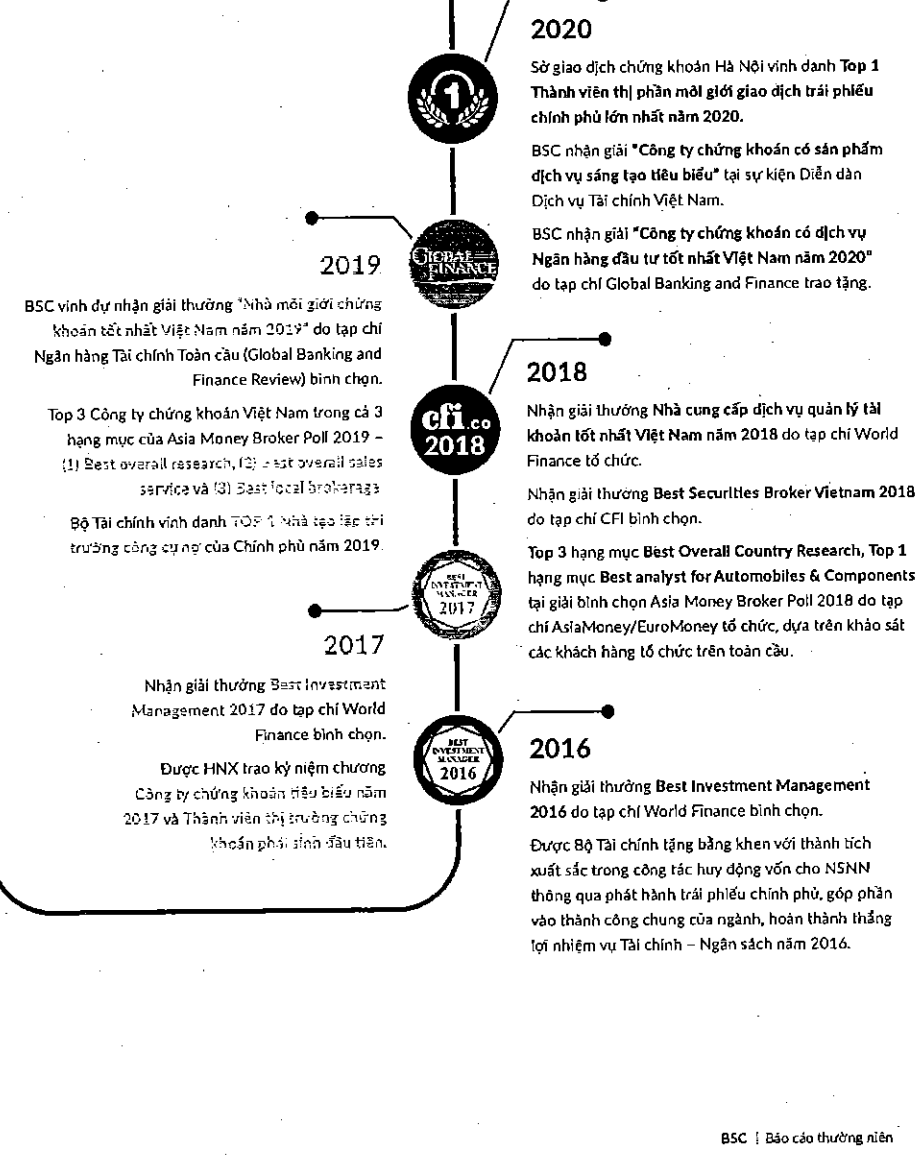 2020
Sở giao dịch chứng khoán Hà Nội vinh danh Top 1
Thành viên thị phần môi giới giao dịch trái phiếu
chính phủ lớn nhất năm 2020.
BSC nhận giải "Công ty chứng khoán có sản phẩm
dịch vụ sáng tạo tiêu biểu" tại sự kiện Diễn đàn
Dịch vụ Tài chính Việt Nam.
BSC nhận giải "Công ty chứng khoán có dịch vụ
Ngân hàng đầu tư tốt nhất Việt Nam năm 2020"
do tạp chí Global Banking and Finance trao tặng.
1
GLOBAL
FINANCE
2019
BSC vinh dự nhận giải thưởng "Nhà môi giới chứng
khoán tốt nhất Việt Nam năm 2019" do tạp chí
Ngân hàng Tài chính Toàn cầu (Global Banking and
Finance Review) bình chọn.
Top 3 Công ty chứng khoán Việt Nam trong cả 3
hạng mục của Asia Money Broker Poll 2019 –
(1) Best overall research, (2) Best overall sales
service và (3) Best local brokerage
Bộ Tài chính vinh danh TOP 1 Nhà tạo lập thị
trường công cụ nợ của Chính phủ năm 2019.
cfi.co
2018
2018
Nhận giải thưởng Nhà cung cấp dịch vụ quản lý tài
khoản tốt nhất Việt Nam năm 2018 do tạp chí World
Finance tổ chức.
Nhận giải thưởng Best Securities Broker Vietnam 2018
do tạp chí CFI bình chọn.
Top 3 hạng mục Best Overall Country Research, Top 1
hạng mục Best analyst for Automobiles & Components
tại giải bình chọn Asia Money Broker Poll 2018 do tạp
chí AsiaMoney/EuroMoney tổ chức, dựa trên khảo sát
các khách hàng tổ chức trên toàn cầu.
BEST
INVESTMENT
MANAGER
2017
2017
Nhận giải thưởng Best Investment
Management 2017 do tạp chí World
Finance bình chọn.
Được HNX trao kỷ niệm chương
Công ty chứng khoán tiêu biểu năm
2017 và Thành viên thị trường chứng
khoán phái sinh đầu tiên.
BEST
INVESTMENT
MANAGER
2016
2016
Nhận giải thưởng Best Investment Management
2016 do tạp chí World Finance bình chọn.
Được Bộ Tài chính tặng bằng khen với thành tích
xuất sắc trong công tác huy động vốn cho NSNN
thông qua phát hành trái phiếu chính phủ, góp phần
vào thành công chung của ngành, hoàn thành thắng
lợi nhiệm vụ Tài chính – Ngân sách năm 2016.
BSC | Báo cáo thường niên